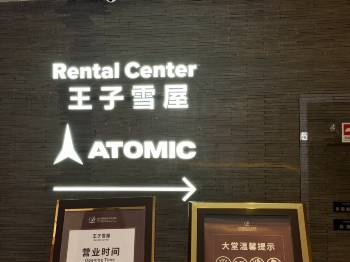 Rental Center
王子雪屋
ATOMIC
王子雪屋
营业时间
Opening Time
大堂溫馨提示